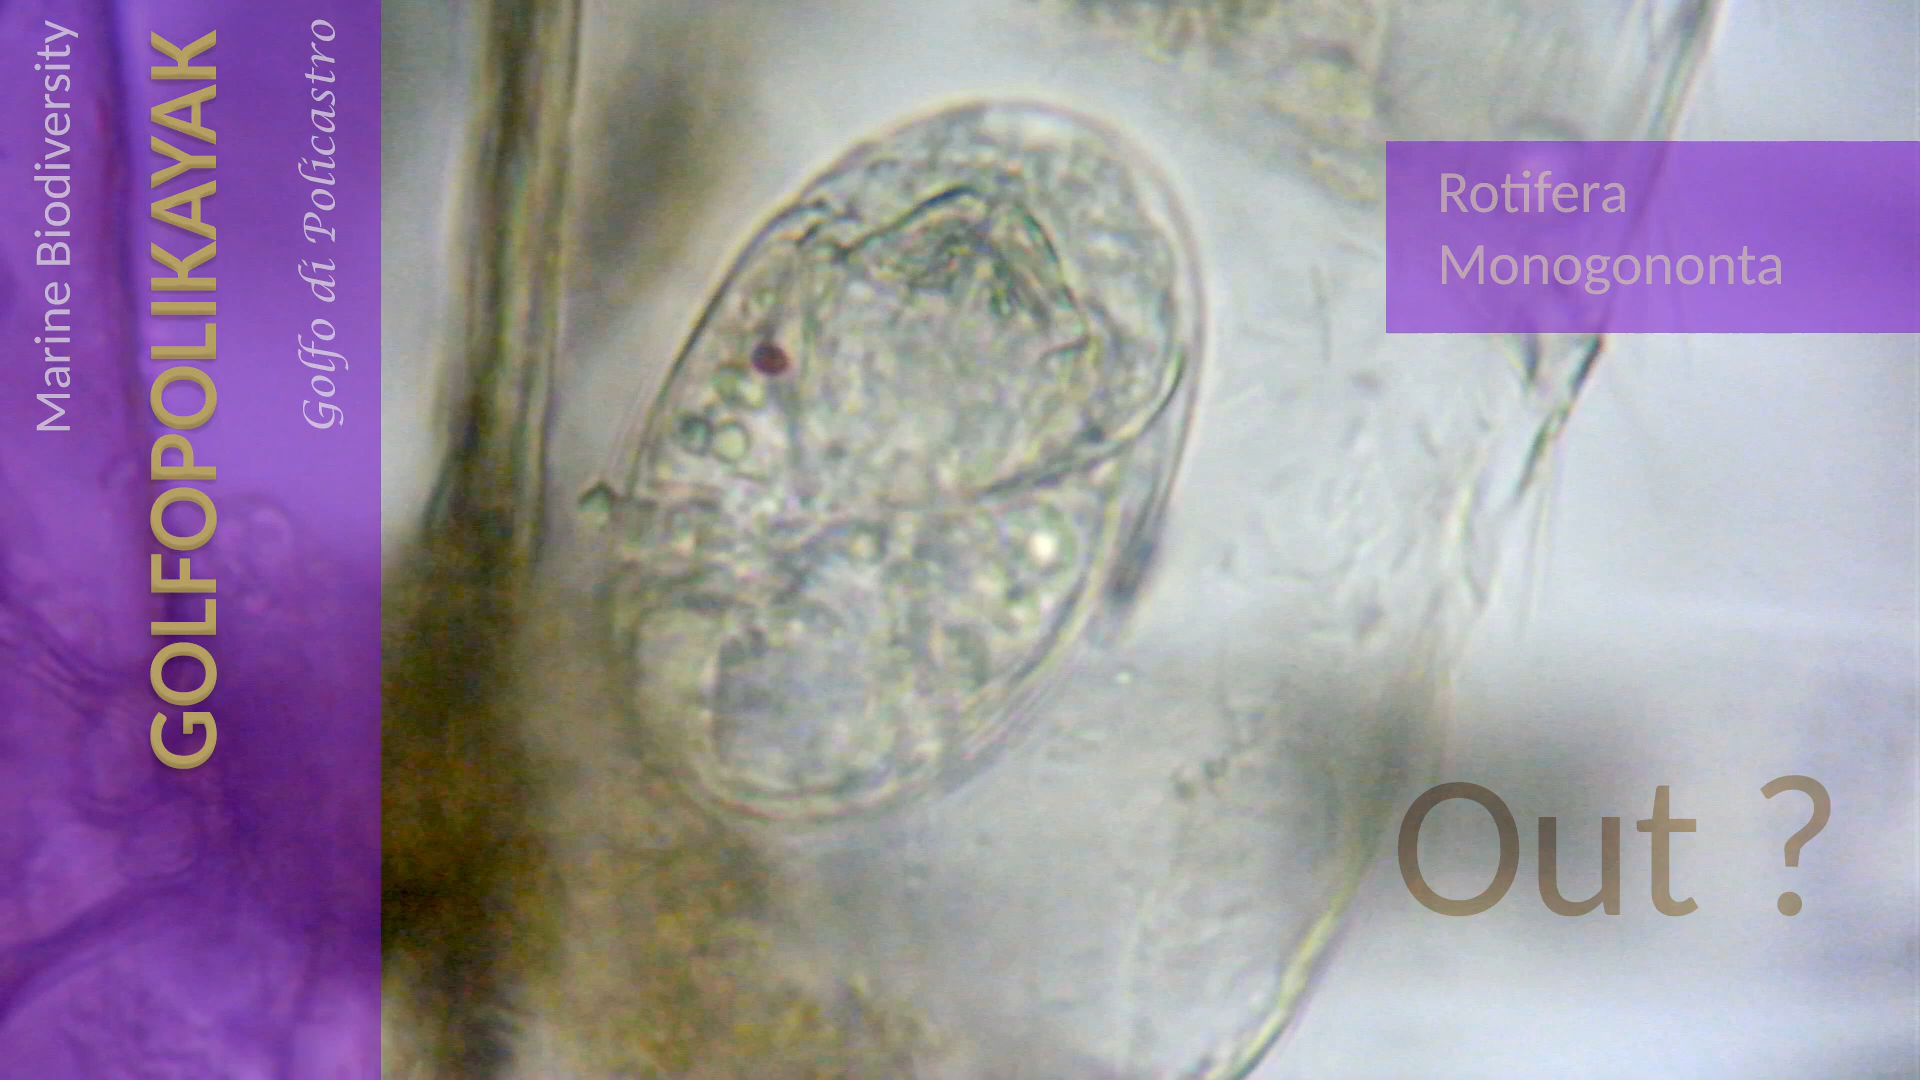 Marine Biodiversity
GOLFOPOLIKAYAK
Golfo di Policastro
Rotifera
Monogononta
Out ?